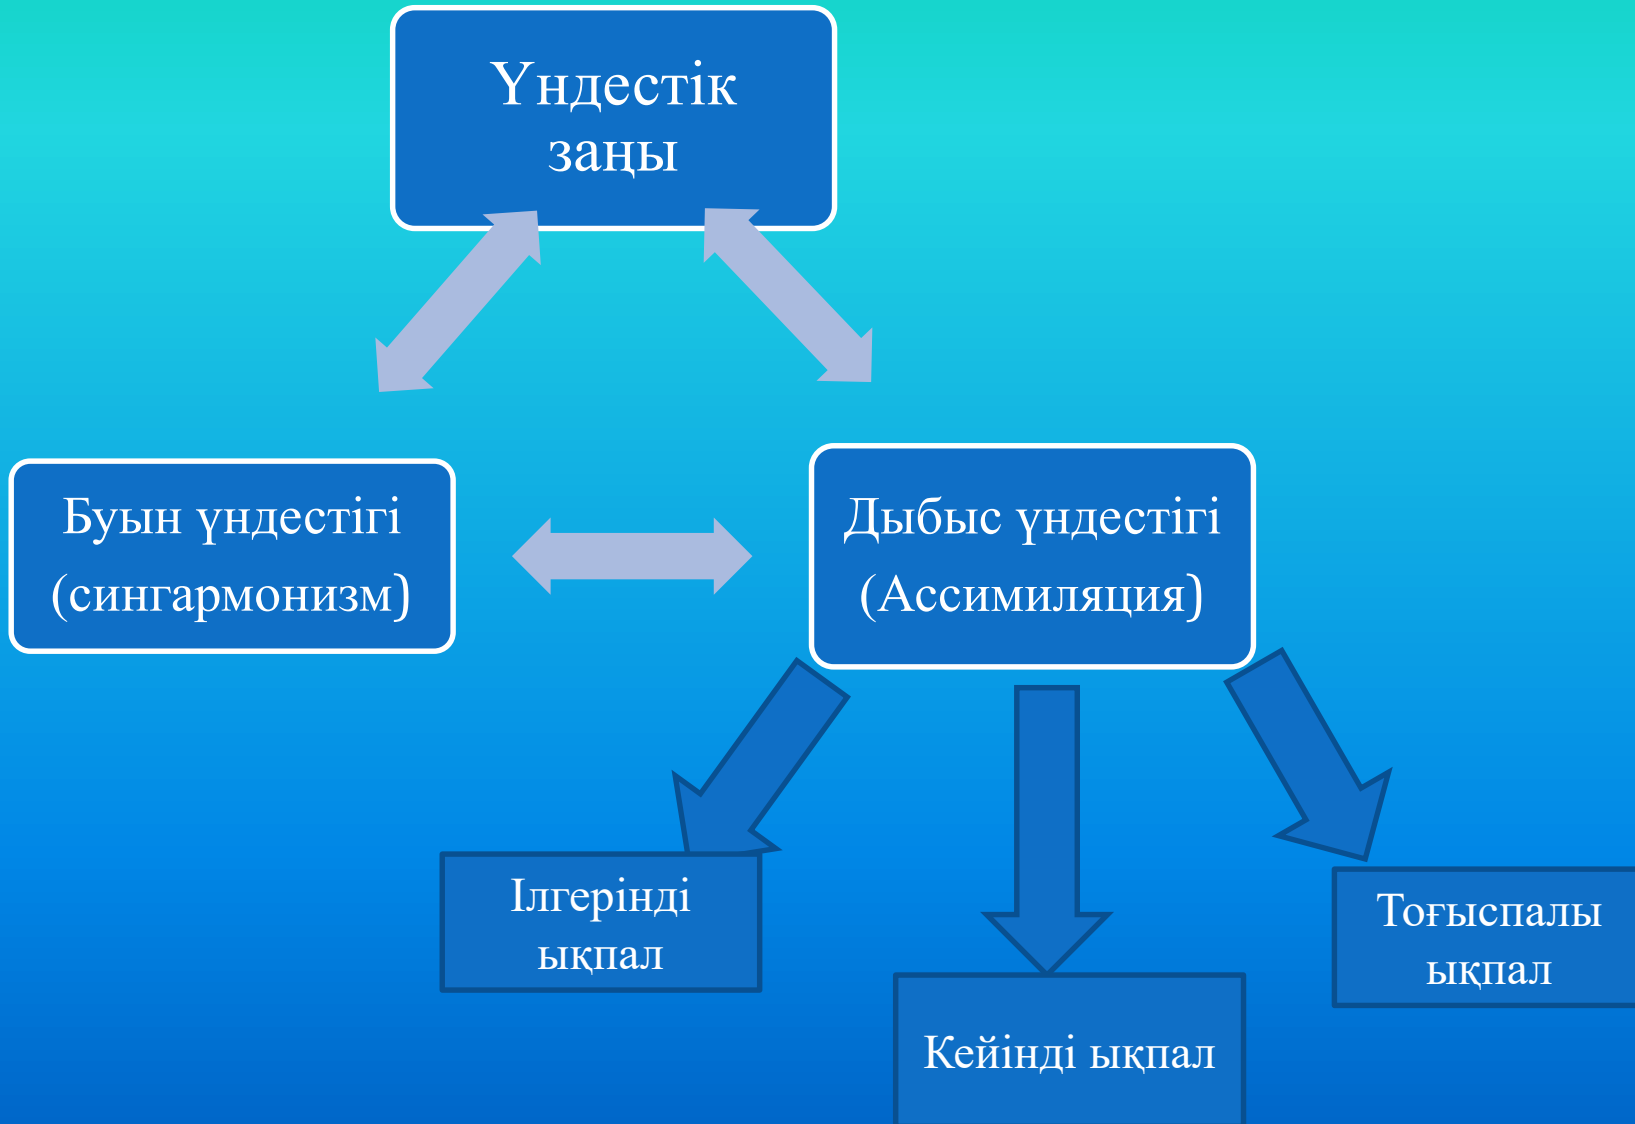 Үндестік
заңы
Буын үндестігі
(сингармонизм)
Дыбыс үндестігі
(Ассимиляция)
Ілгерінді
ықпал
Кейінді ықпал
Тоғыспалы
ықпал